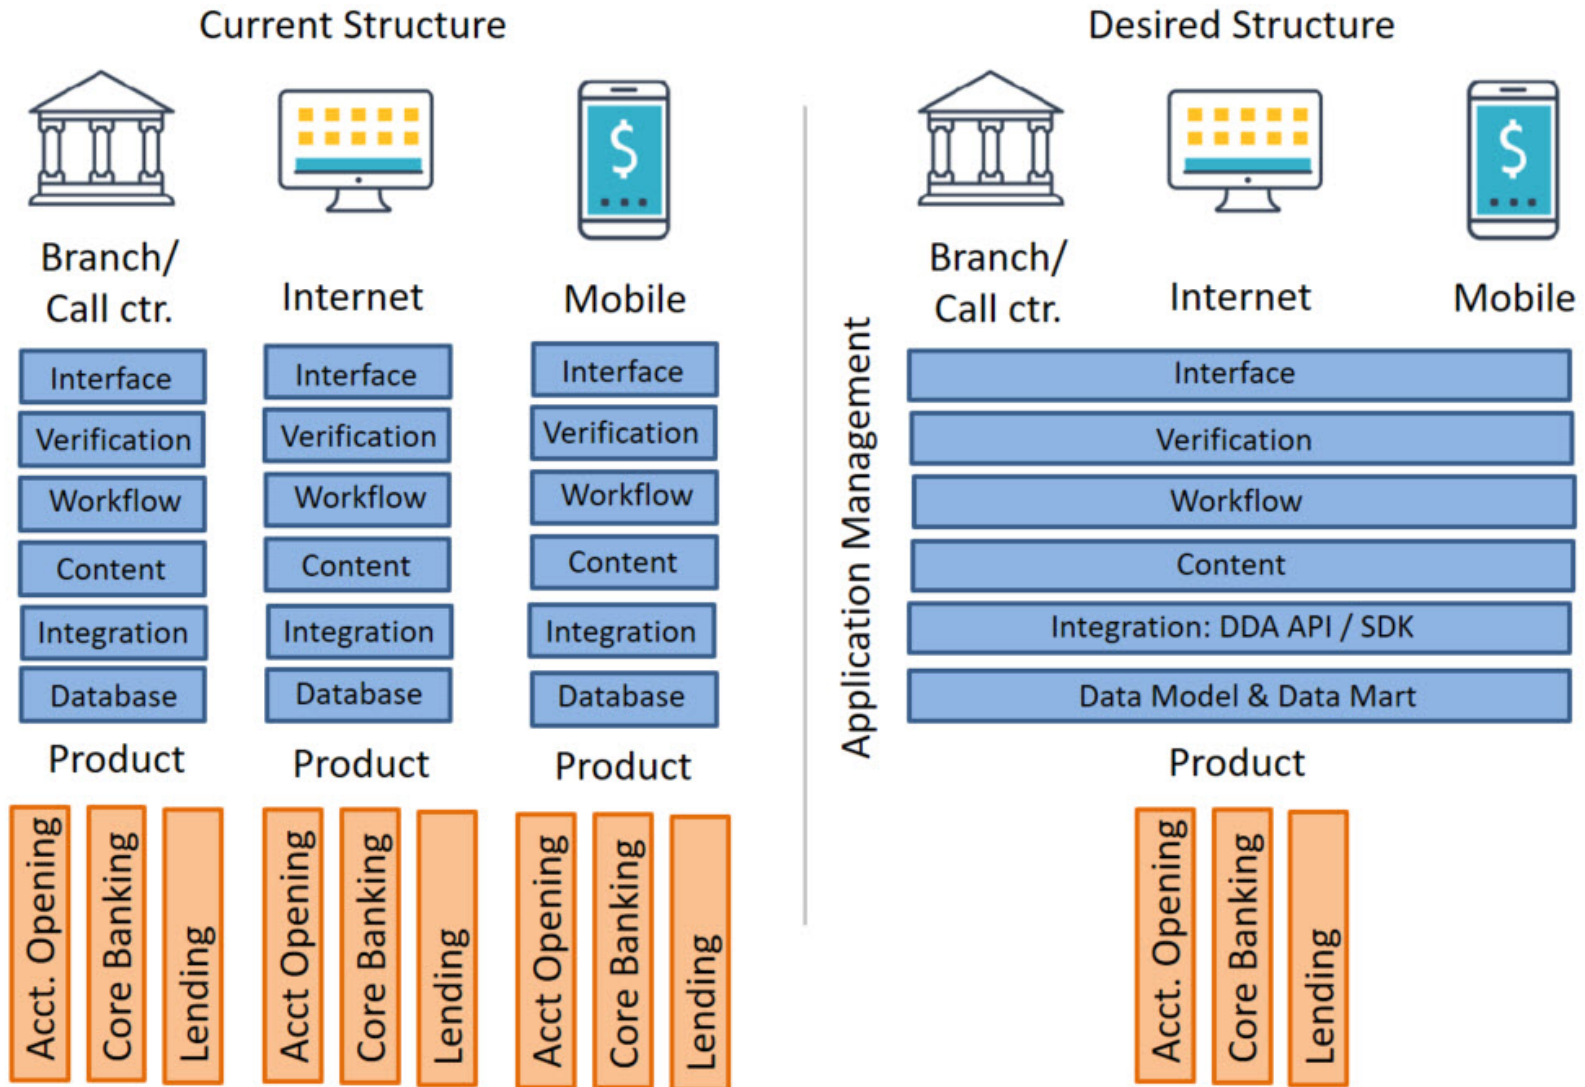 Current Structure
Branch/
Call ctr.
Internet
Mobile
Interface
Verification
Workflow
Content
Integration
Database
Product
Acct. Opening
Core Banking
Lending
Interface
Verification
Workflow
Content
Integration
Database
Product
Acct Opening
Core Banking
Lending
Interface
Verification
Workflow
Content
Integration
Database
Product
Acct Opening
Core Banking
Lending
Desired Structure
Application Management
Branch/
Call ctr.
Internet
Mobile
$
$
Interface
Verification
Workflow
Content
Integration: DDA API / SDK
Data Model & Data Mart
Product
Acct. Opening
Core Banking
Lending